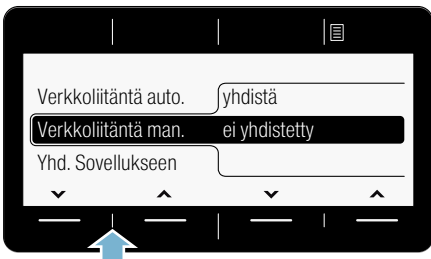 Verkkoliitäntä auto. yhdistä
Verkkoliitäntä man. ei yhdistetty
Yhd. Sovellukseen